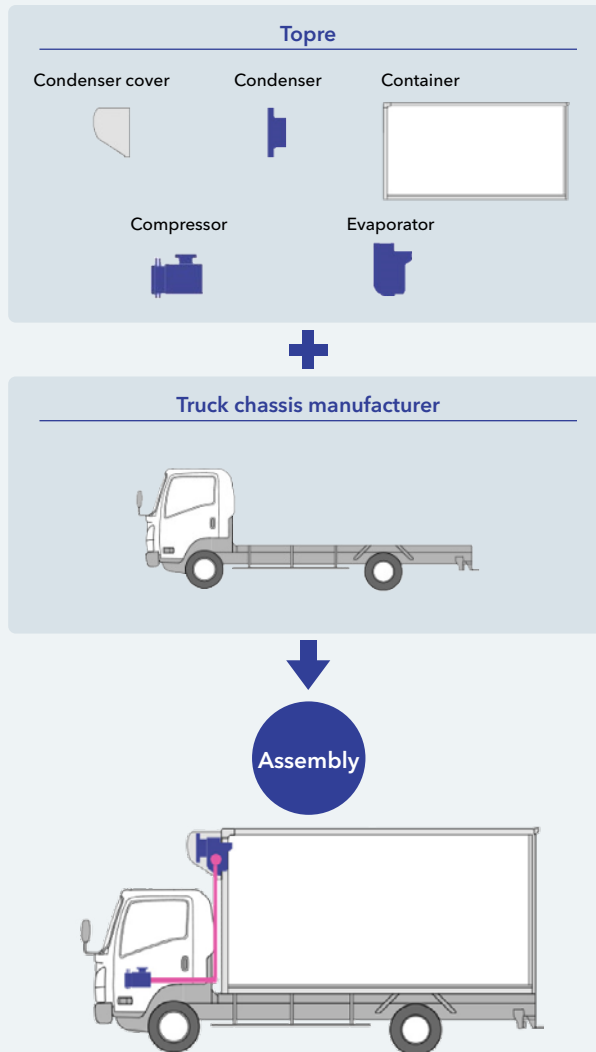 Topre
Condenser cover
Condenser
Container
Compressor
Evaporator
Truck chassis manufacturer
Assembly